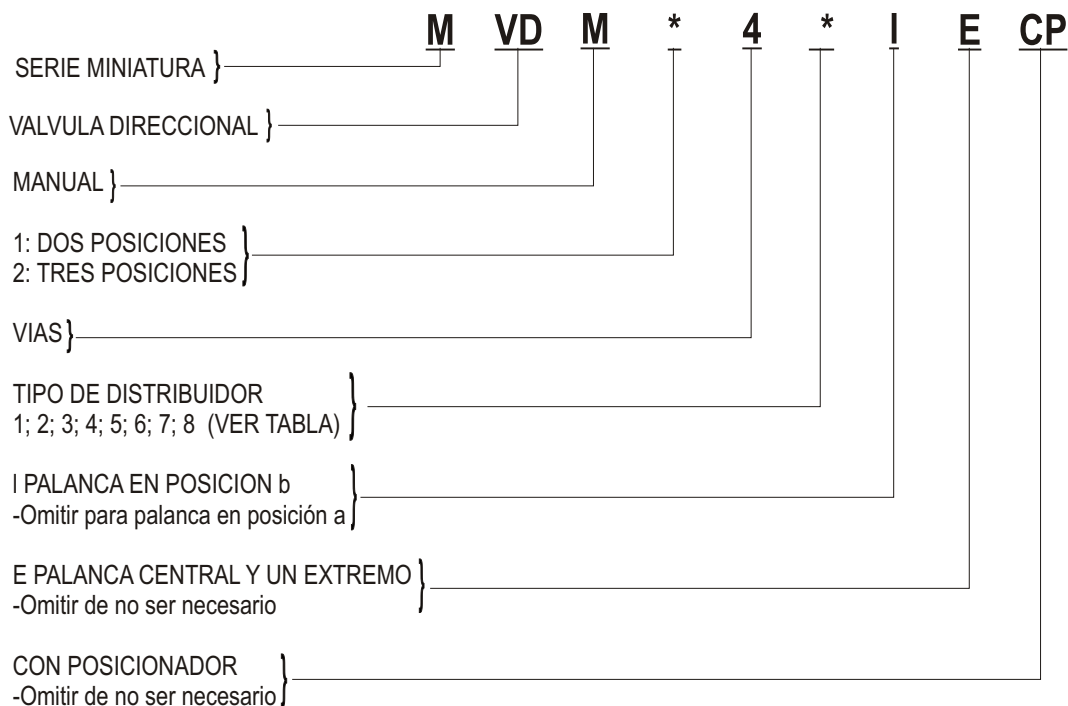 M VD M * 4 * I E CP
SERIE MINIATURA
VALVULA DIRECCIONAL
MANUAL
1: DOS POSICIONES
2: TRES POSICIONES
VIAS
TIPO DE DISTRIBUIDOR
1; 2; 3; 4; 5; 6; 7; 8 (VER TABLA)
I PALANCA EN POSICION b
-Omitir para palanca en posición a
E PALANCA CENTRAL Y UN EXTREMO
-Omitir de no ser necesario
CON POSICIONADOR
-Omitir de no ser necesario